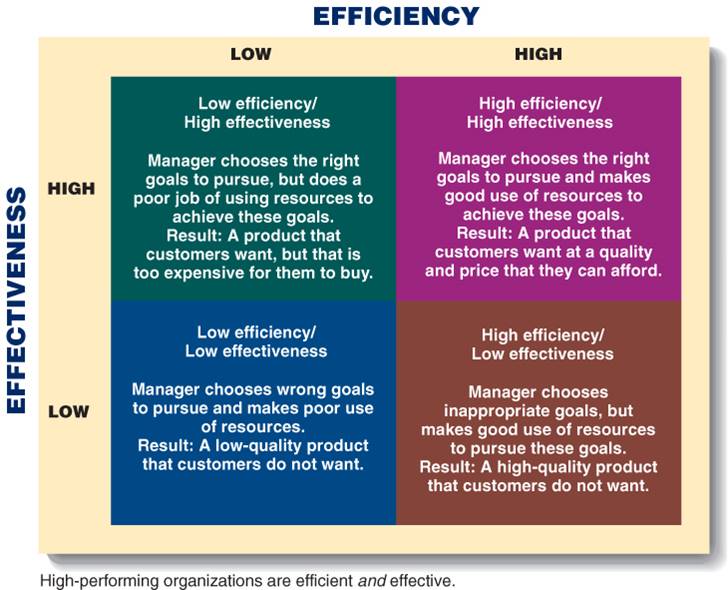 EFFICIENCY
LOW
HIGH
EFFECTIVENESS
HIGH
Low efficiency/
High effectiveness
Manager chooses the right
goals to pursue, but does a
poor job of using resources to
achieve these goals.
Result: A product that
customers want, but that is
too expensive for them to buy.
High efficiency/
High effectiveness
Manager chooses the right
goals to pursue and makes
good use of resources to
achieve these goals.
Result: A product that
customers want at a quality
and price that they can afford.
LOW
Low efficiency/
Low effectiveness
Manager chooses wrong goals
to pursue and makes poor use
of resources.
Result: A low-quality product
that customers do not want.
High efficiency/
Low effectiveness
Manager chooses
inappropriate goals, but
makes good use of resources
to pursue these goals.
Result: A high-quality product
that customers do not want.
High-performing organizations are efficient and effective.